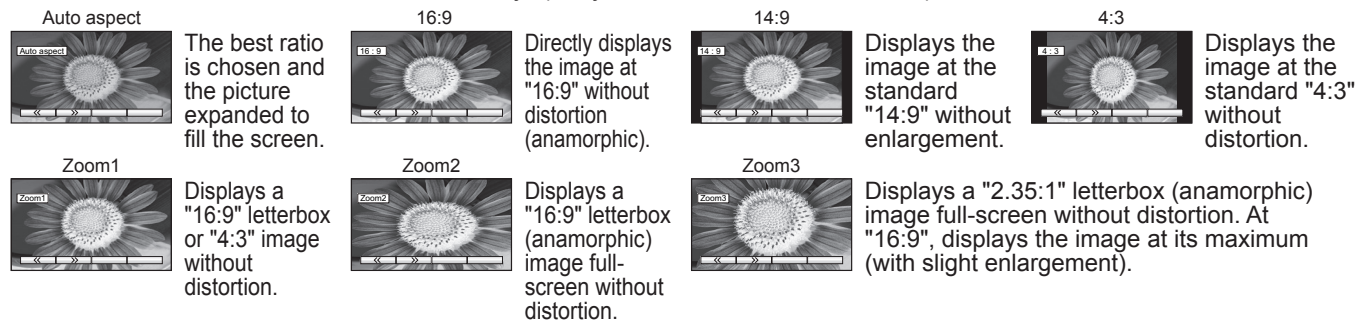 Auto aspect
Auto aspect
The best ratio
is chosen and
the picture
expanded to
fill the screen.
16:9
16 : 9
Directly displays
the image at
"16:9" without
distortion
(anamorphic).
14:9
14 : 9
Displays the
image at the
standard
"14:9" without
enlargement.
4:3
4 : 3
Displays the
image at the
standard "4:3"
without
distortion.
Zoom1
Zoom1
Displays a
"16:9" letterbox
or "4:3" image
without
distortion.
Zoom2
Zoom2
Displays a
"16:9" letterbox
(anamorphic)
image full-
screen without
distortion.
Zoom3
Zoom3
Displays a "2.35:1" letterbox (anamorphic)
image full-screen without distortion. At
"16:9", displays the image at its maximum
(with slight enlargement).